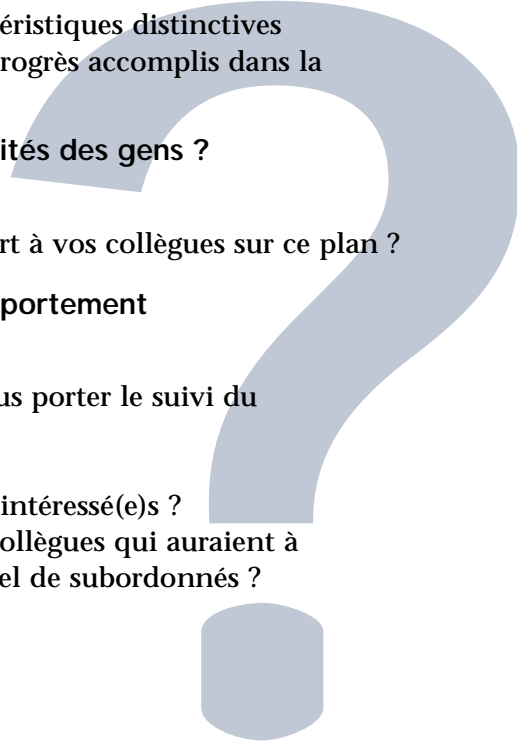 éristiques distinctives
rogrès accomplis dans la
ités des gens ?
rt à vos collègues sur ce plan ?
portement
us porter le suivi du
intéressé(e)s ?
ollègues qui auraient à
el de subordonnés ?
?